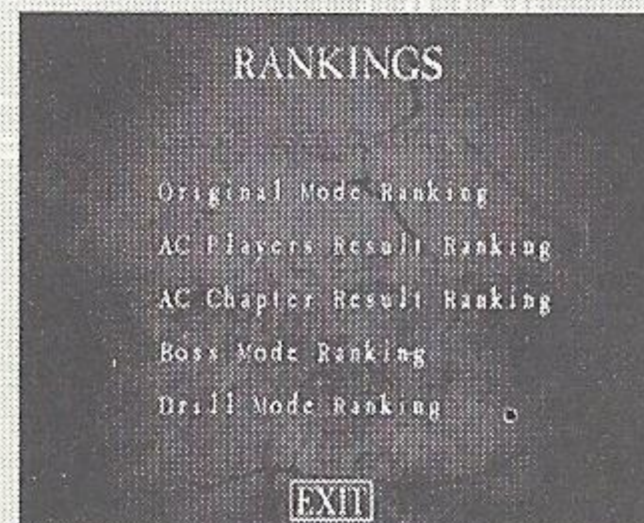 RANKINGS
Original Mode Ranking
AC Players Result Ranking
AC Chapter Result Ranking
Boss Mode Ranking
Drill Mode Ranking
EXIT